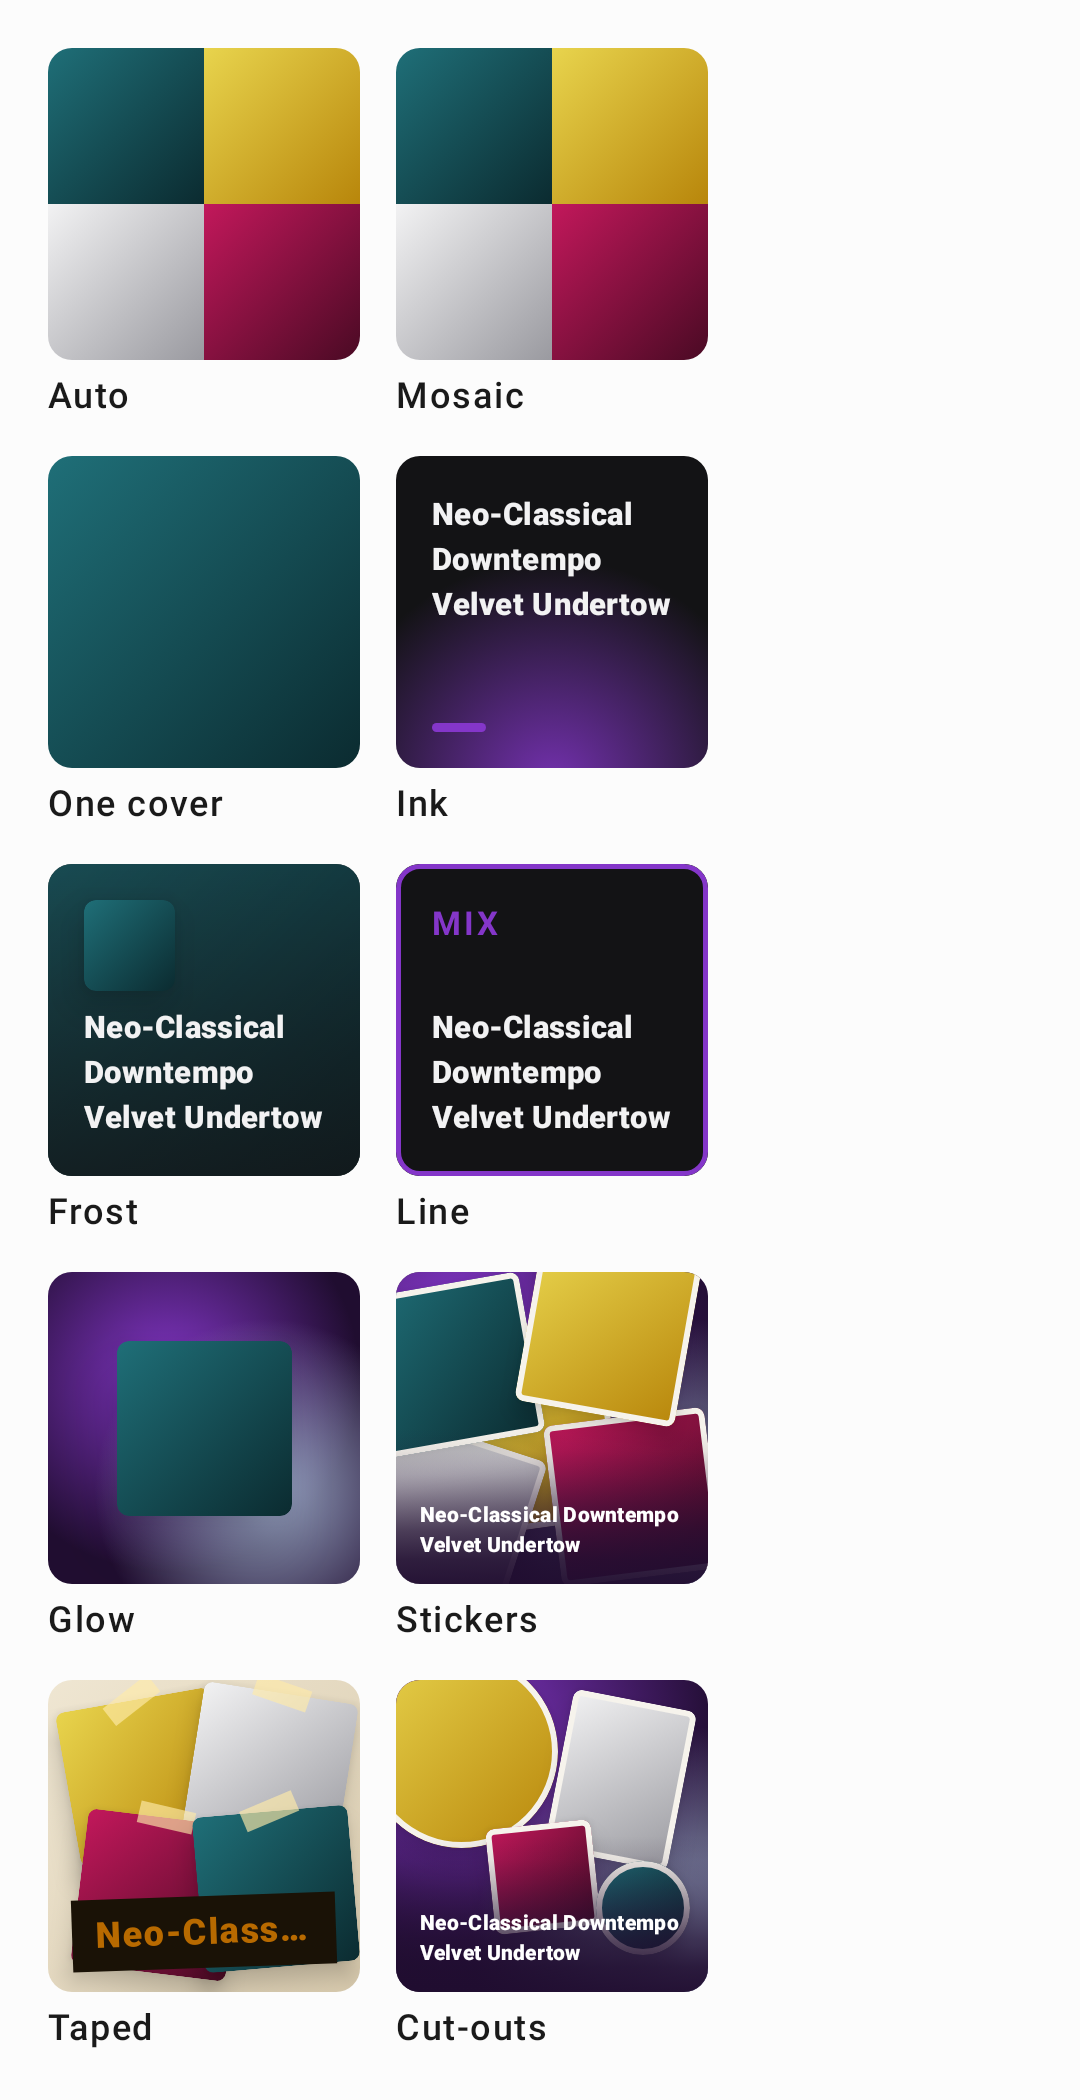 Auto
Mosaic
Neo-Classical
Downtempo
Velvet Undertow
One cover
Ink
Neo-Classical
Downtempo
Velvet Undertow
MIX
Neo-Classical
Downtempo
Velvet Undertow
Frost
Line
Neo-Classical Downtempo
Velvet Undertow
Glow
Stickers
Neo-Class...
Neo-Classical Downtempo
Velvet Undertow
Taped
Cut-outs